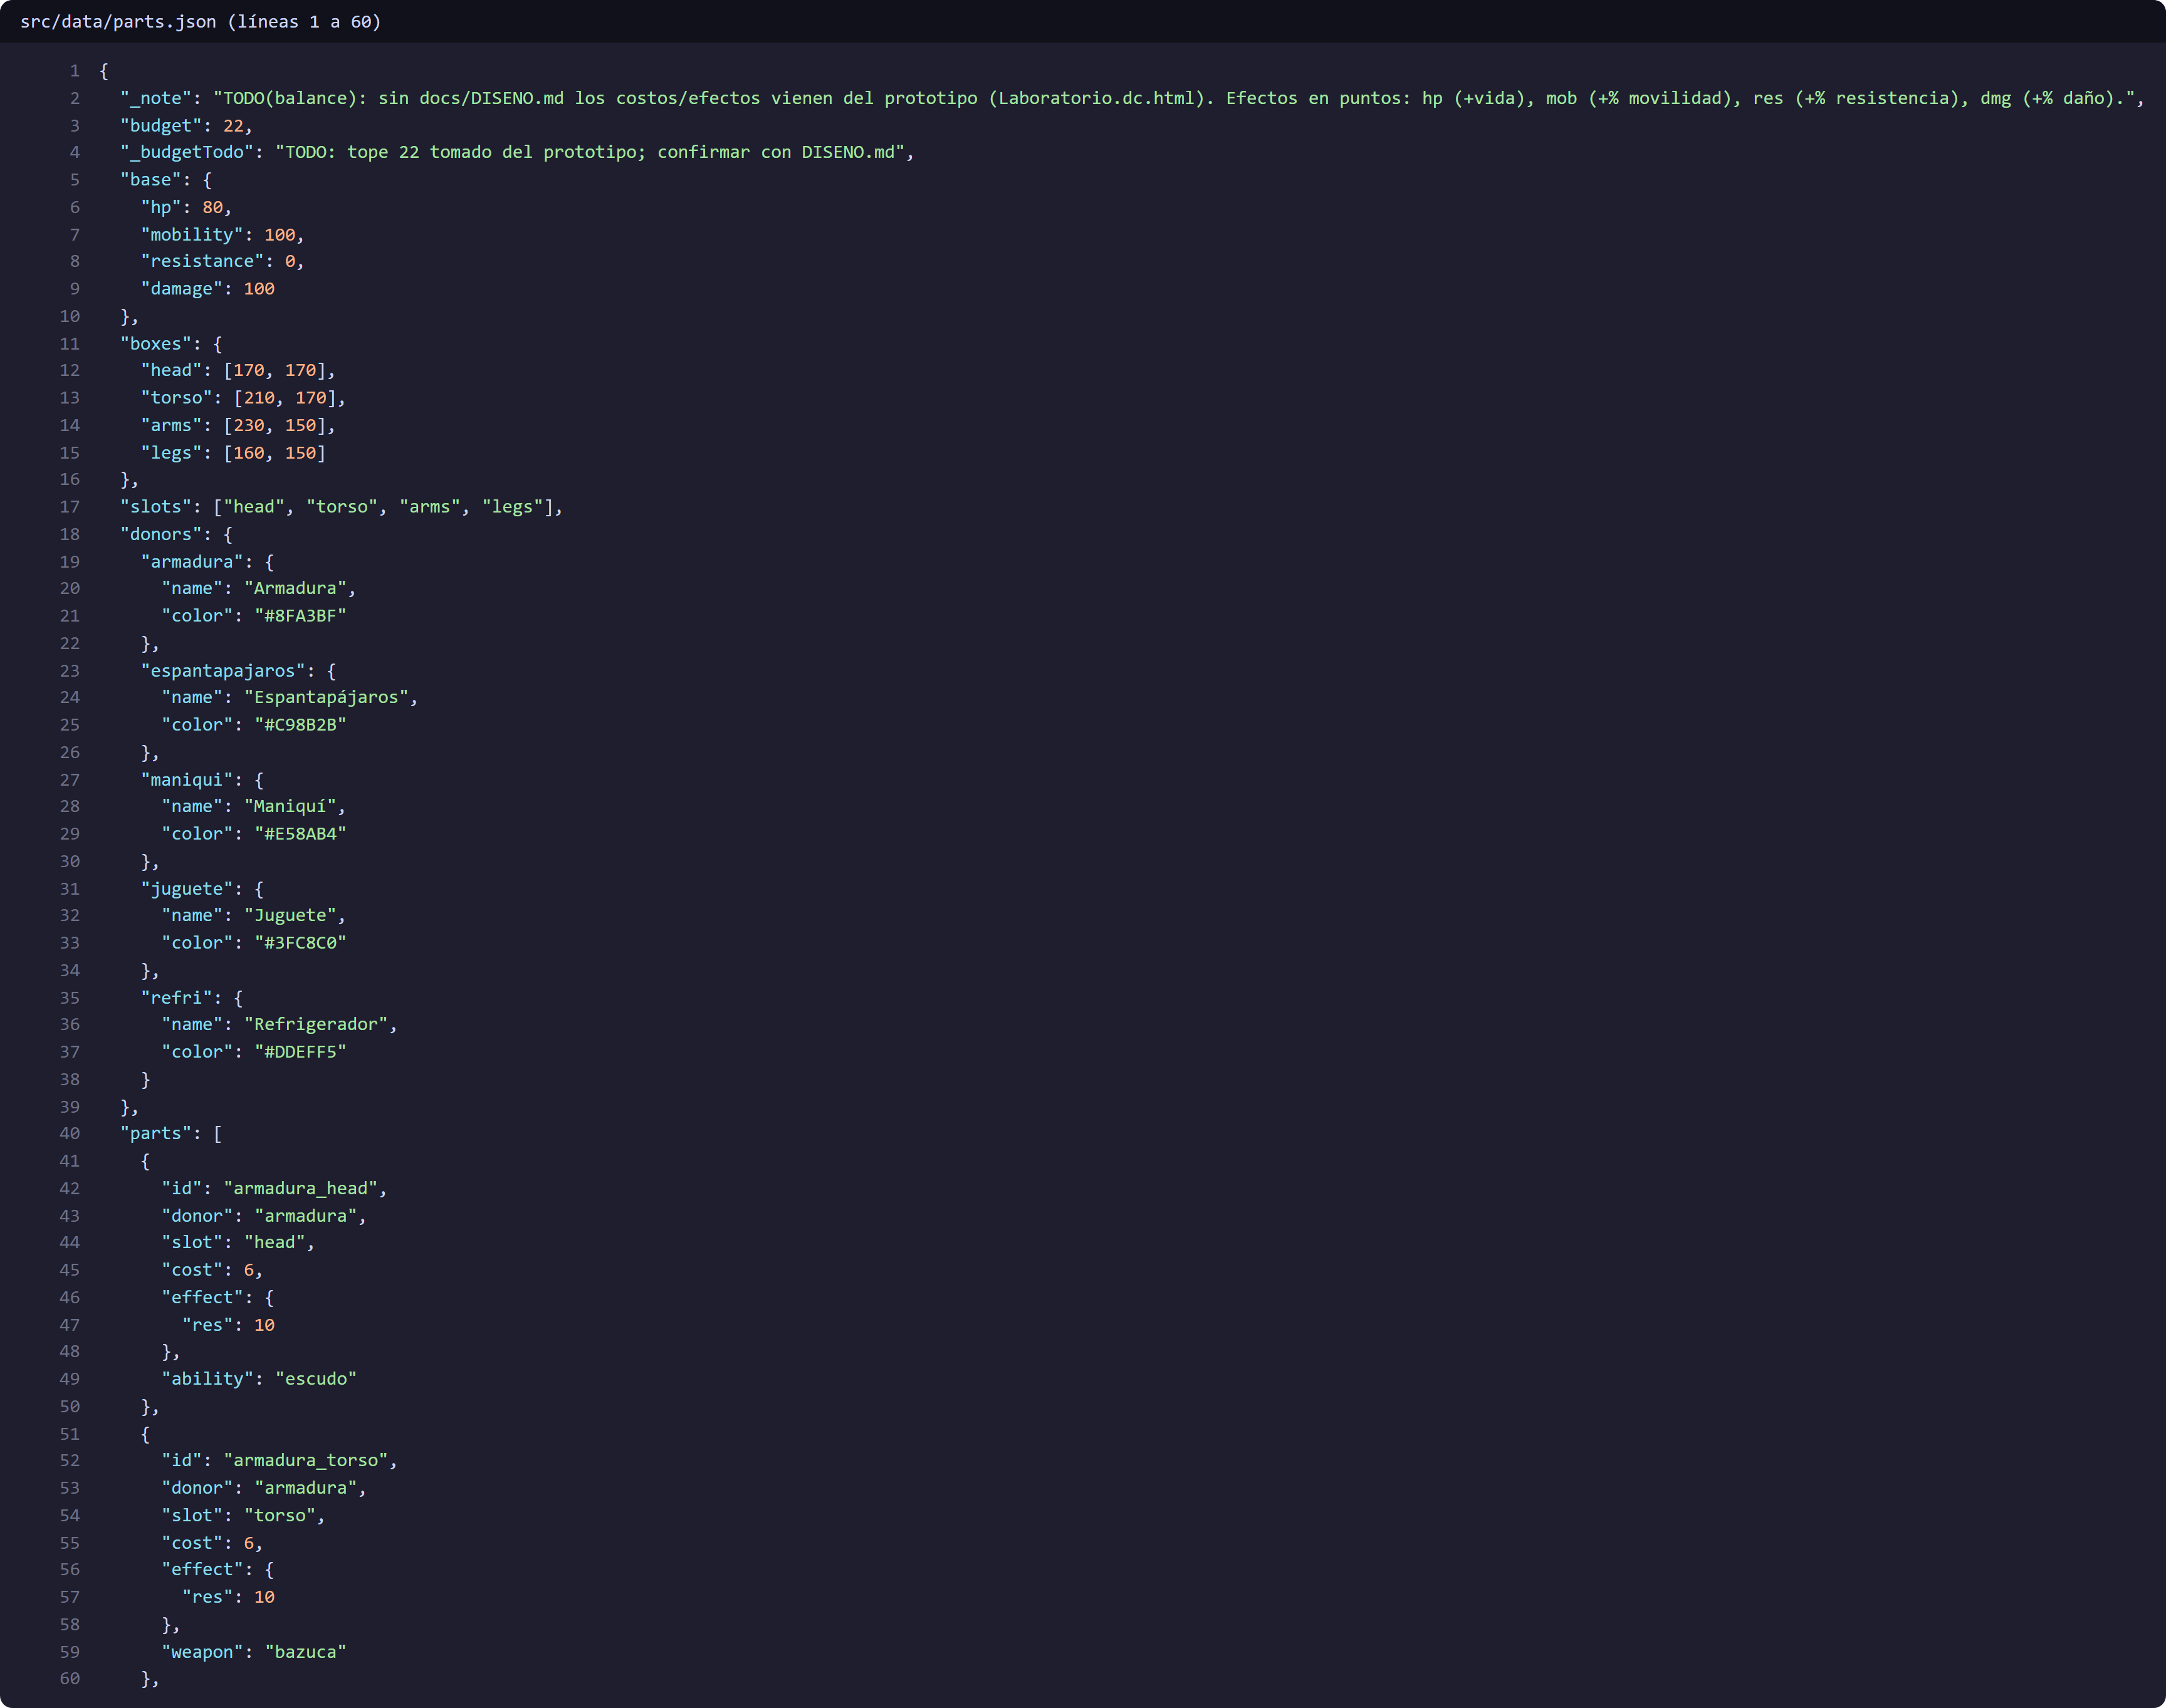 src/data/parts.json (líneas 1 a 60)
1 {
2 "_note": "TODO(balance): sin docs/DISENO.md los costos/efectos vienen del prototipo (Laboratorio.dc.html). Efectos en puntos: hp (+vida), mob (+% movilidad), res (+% resistencia), dmg (+% daño).",
3 "budget": 22,
4 "_budgetTodo": "TODO: tope 22 tomado del prototipo; confirmar con DISENO.md",
5 "base": {
6 "hp": 80,
7 "mobility": 100,
8 "resistance": 0,
9 "damage": 100
10 },
11 "boxes": {
12 "head": [170, 170],
13 "torso": [210, 170],
14 "arms": [230, 150],
15 "legs": [160, 150]
16 },
17 "slots": ["head", "torso", "arms", "legs"],
18 "donors": {
19 "armadura": {
20 "name": "Armadura",
21 "color": "#8FA3BF"
22 },
23 "espantapajaros": {
24 "name": "Espantapájaros",
25 "color": "#C98B2B"
26 },
27 "maniqui": {
28 "name": "Maniquí",
29 "color": "#E58AB4"
30 },
31 "juguete": {
32 "name": "Juguete",
33 "color": "#3FC8C0"
34 },
35 "refri": {
36 "name": "Refrigerador",
37 "color": "#DDEFF5"
38 }
39 },
40 "parts": [
41 {
42 "id": "armadura_head",
43 "donor": "armadura",
44 "slot": "head",
45 "cost": 6,
46 "effect": {
47 "res": 10
48 },
49 "ability": "escudo"
50 },
51 {
52 "id": "armadura_torso",
53 "donor": "armadura",
54 "slot": "torso",
55 "cost": 6,
56 "effect": {
57 "res": 10
58 },
59 "weapon": "bazuca"
60 },